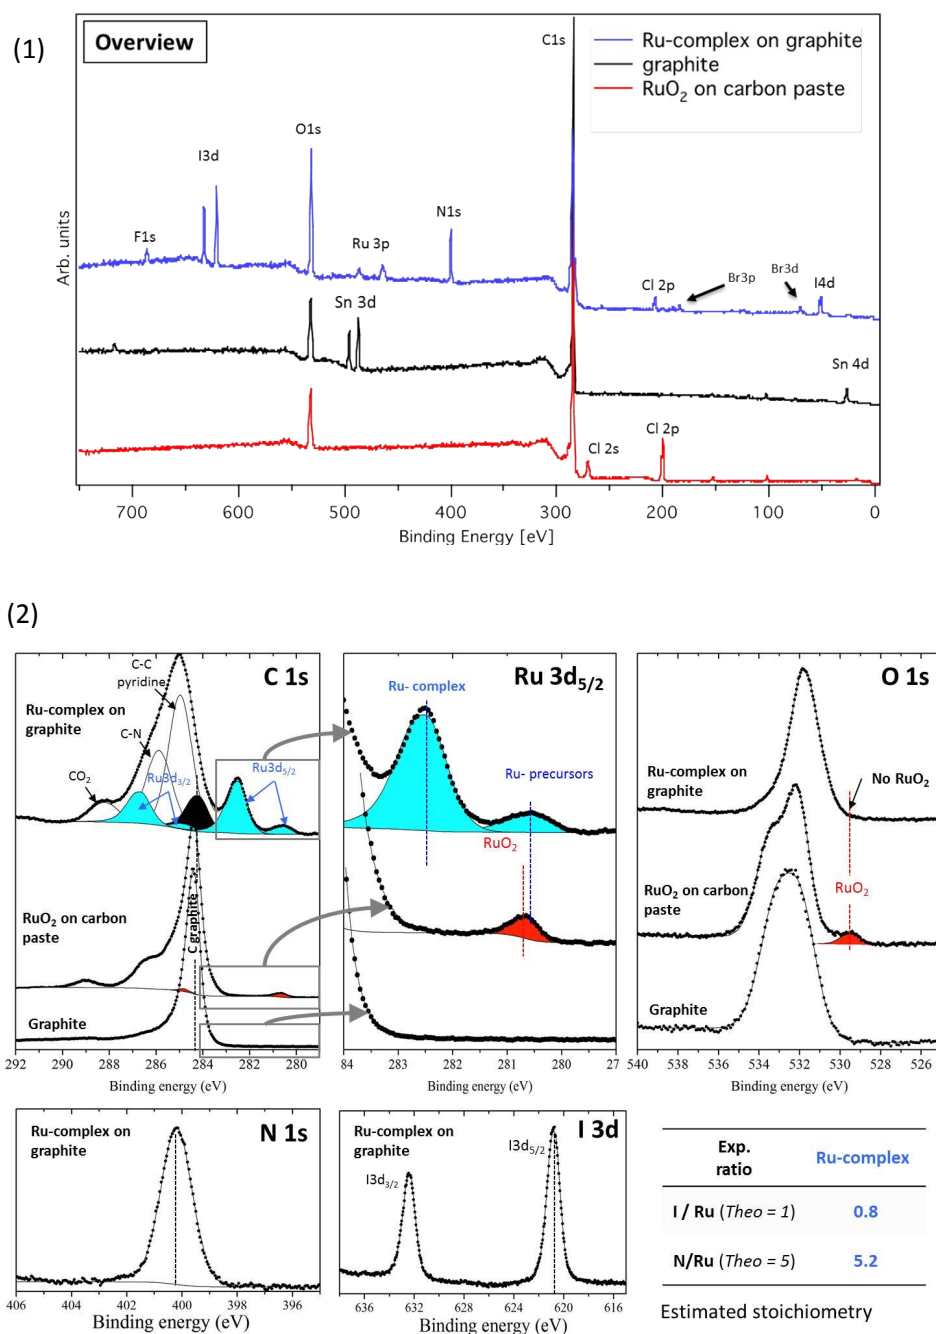 (1)
Overview
C1s
Ru-complex on graphite
graphite
RuO2 on carbon paste
I3d
O1s
F1s
Ru 3p
N1s
Cl 2p
Br3p
Br3d
I4d
Sn 3d
Sn 4d
Cl 2s
Cl 2p
Arb. units
700
600
500
400
300
200
100
0
Binding Energy [eV]
(2)
C 1s
C-C
pyridine
Ru-complex on
graphite
C-N
CO2
Ru3d3/2
Ru3d5/2
RuO2 on carbon
paste
C graphite
Graphite
292 290 288 286 284 282 280
Binding energy (eV)
Ru 3d5/2
Ru- complex
Ru- precursors
RuO2
84 283 282 281 280 27
Binding energy (eV)
O 1s
Ru-complex on
graphite
No RuO2
RuO2 on carbon
paste
RuO2
Graphite
540 538 536 534 532 530 528 526
Binding energy (eV)
N 1s
Ru-complex on
graphite
406 404 402 400 398 396
Binding energy (eV)
I 3d
Ru-complex on
graphite
I3d5/2
I3d3/2
636 632 628 624 620 616
Binding energy (eV)
Exp.
ratio
Ru-complex
I / Ru (Theo = 1) 0.8
N/Ru (Theo = 5) 5.2
Estimated stoichiometry